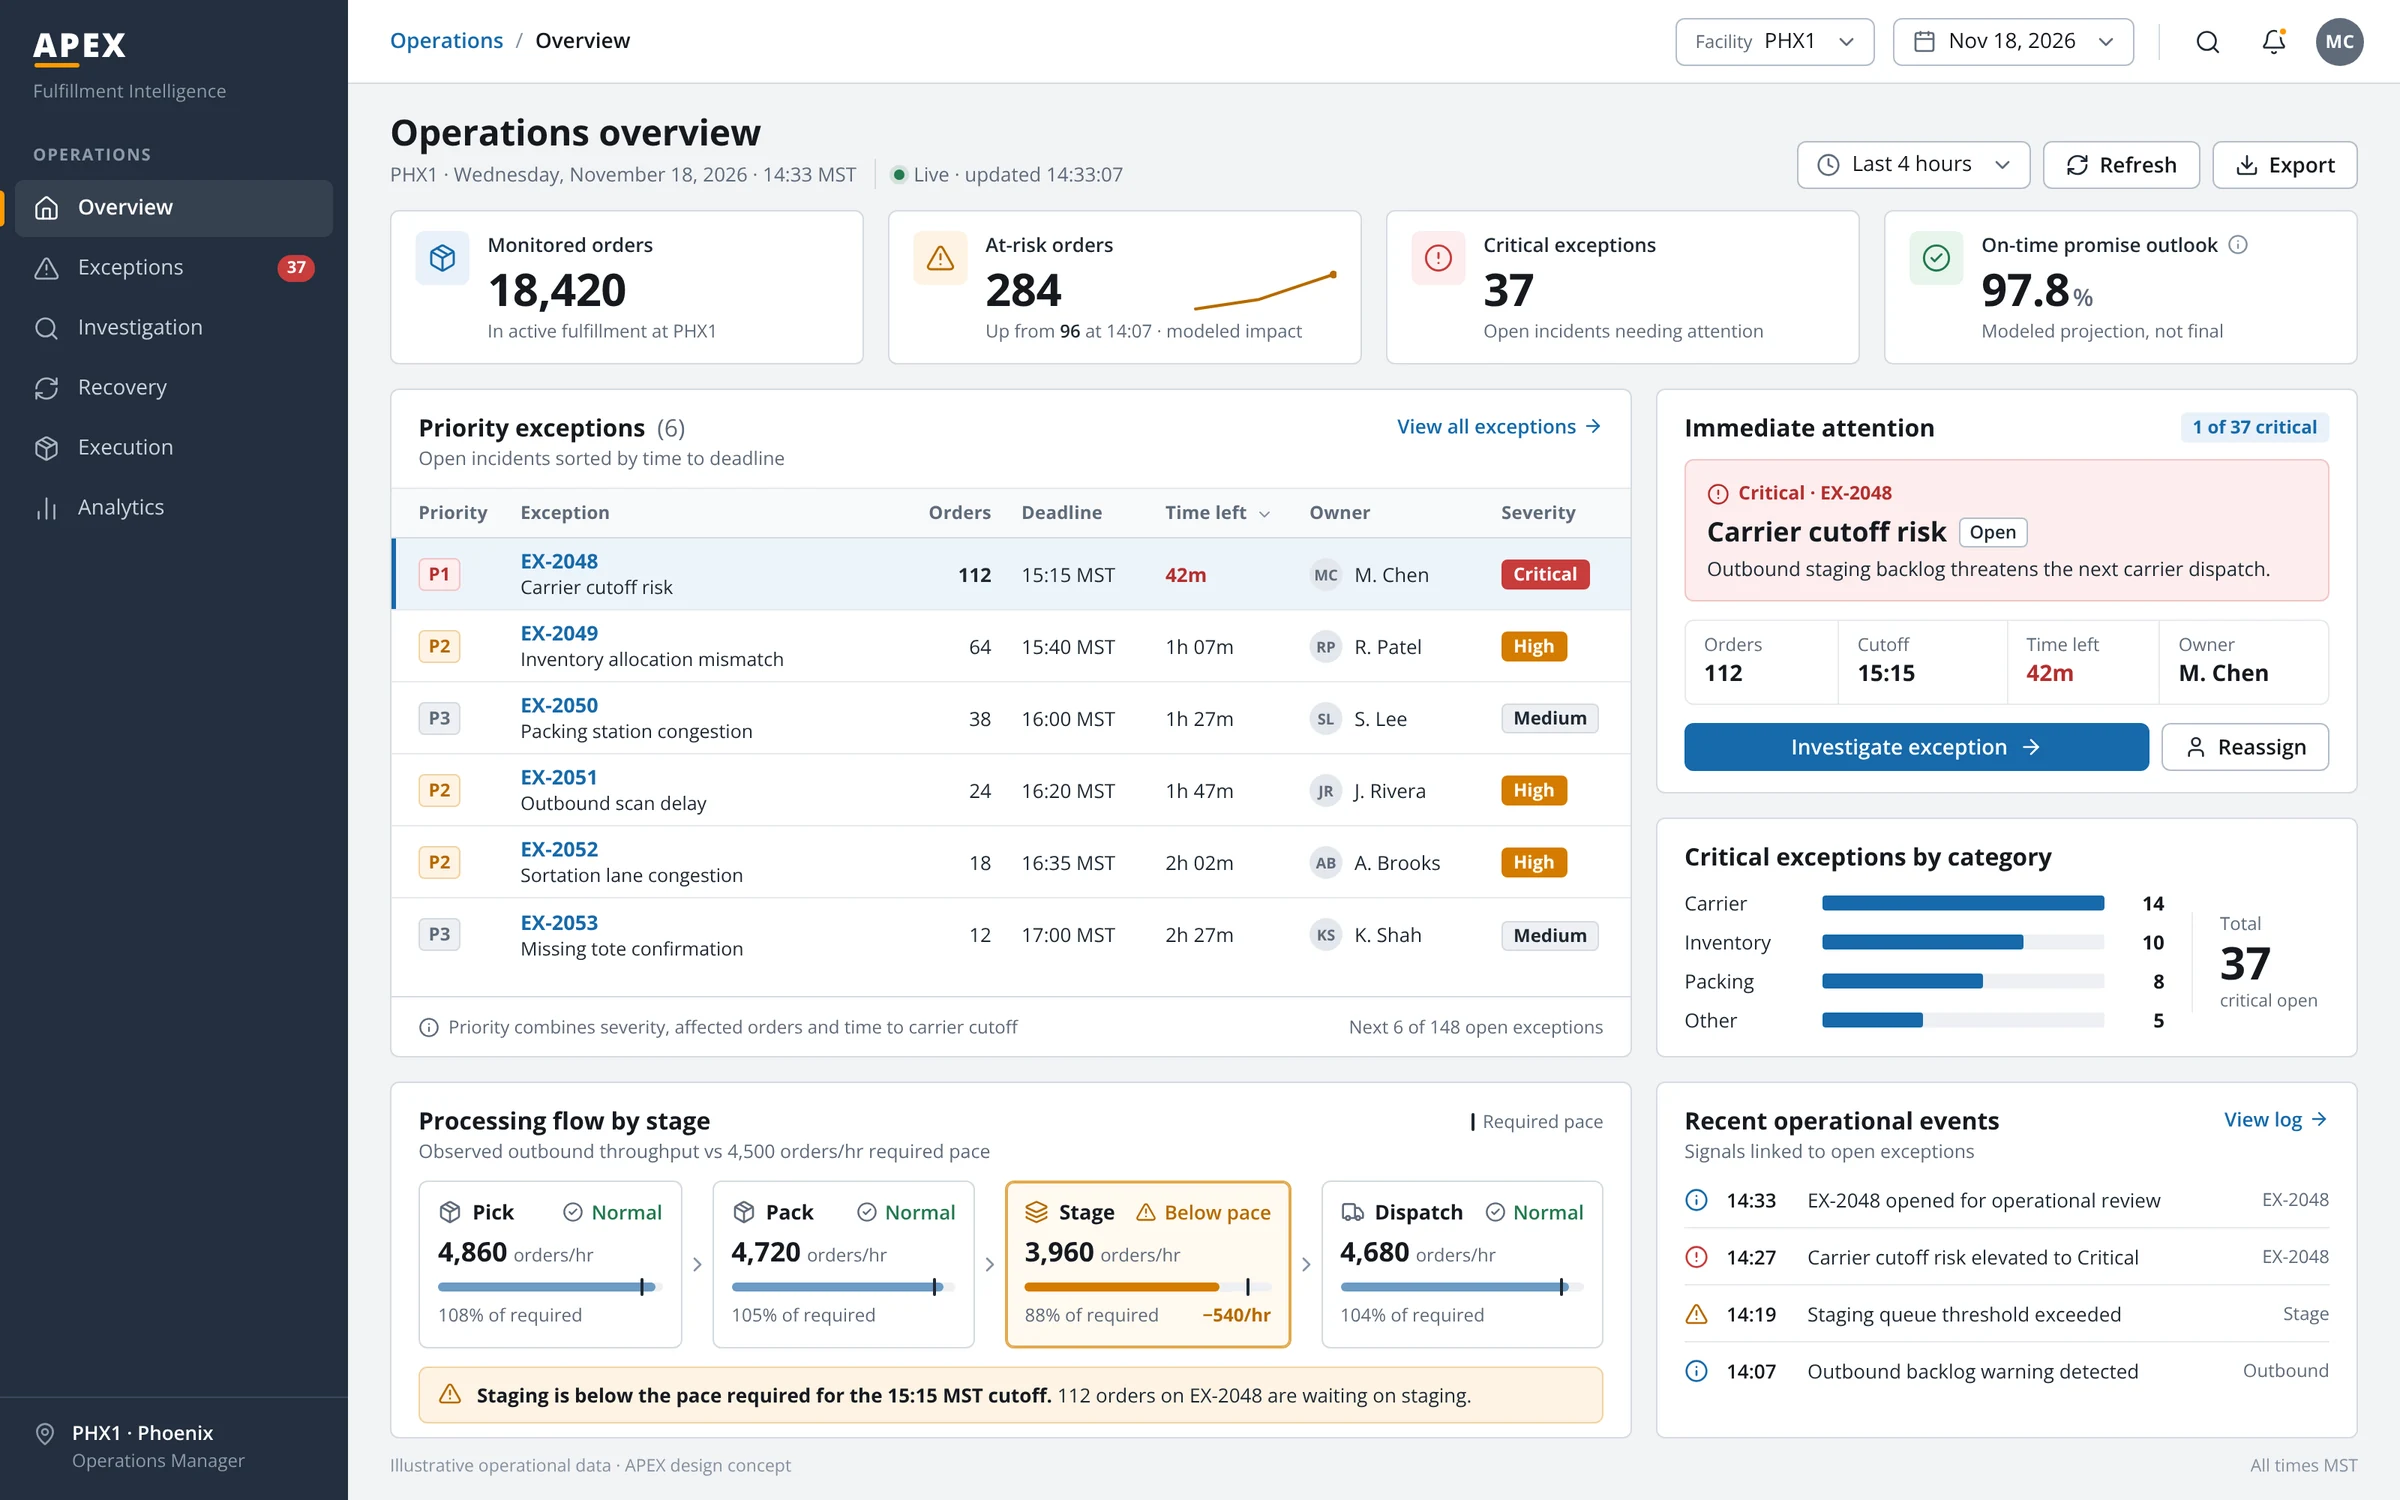 APEX
Fulfillment Intelligence
OPERATIONS
Overview
Exceptions 37
Investigation
Recovery
Execution
Analytics
PHX1 · Phoenix
Operations Manager
Operations / Overview
Facility PHX1
Nov 18, 2026
MC
Operations overview
PHX1 · Wednesday, November 18, 2026 · 14:33 MST
Live · updated 14:33:07
Last 4 hours
Refresh
Export
Monitored orders
18,420
In active fulfillment at PHX1
At-risk orders
284
Up from 96 at 14:07 · modeled impact
Critical exceptions
37
Open incidents needing attention
On-time promise outlook
97.8%
Modeled projection, not final
Priority exceptions (6)
View all exceptions →
Open incidents sorted by time to deadline
Priority Exception Orders Deadline Time left Owner Severity
P1 EX-2048 112 15:15 MST 42m MC M. Chen Critical
Carrier cutoff risk
P2 EX-2049 64 15:40 MST 1h 07m RP R. Patel High
Inventory allocation mismatch
P3 EX-2050 38 16:00 MST 1h 27m SL S. Lee Medium
Packing station congestion
P2 EX-2051 24 16:20 MST 1h 47m JR J. Rivera High
Outbound scan delay
P2 EX-2052 18 16:35 MST 2h 02m AB A. Brooks High
Sortation lane congestion
P3 EX-2053 12 17:00 MST 2h 27m KS K. Shah Medium
Missing tote confirmation
Priority combines severity, affected orders and time to carrier cutoff
Next 6 of 148 open exceptions
Immediate attention
1 of 37 critical
Critical · EX-2048
Carrier cutoff risk Open
Outbound staging backlog threatens the next carrier dispatch.
Orders Cutoff Time left Owner
112 15:15 42m M. Chen
Investigate exception →
Reassign
Critical exceptions by category
Carrier 14
Inventory 10
Packing 8
Other 5
Total
37
critical open
Processing flow by stage
Required pace
Observed outbound throughput vs 4,500 orders/hr required pace
Pick Normal
4,860 orders/hr
108% of required
Pack Normal
4,720 orders/hr
105% of required
Stage Below pace
3,960 orders/hr
88% of required −540/hr
Dispatch Normal
4,680 orders/hr
104% of required
Staging is below the pace required for the 15:15 MST cutoff. 112 orders on EX-2048 are waiting on staging.
Recent operational events
View log →
Signals linked to open exceptions
14:33 EX-2048 opened for operational review EX-2048
14:27 Carrier cutoff risk elevated to Critical EX-2048
14:19 Staging queue threshold exceeded Stage
14:07 Outbound backlog warning detected Outbound
Illustrative operational data · APEX design concept
All times MST